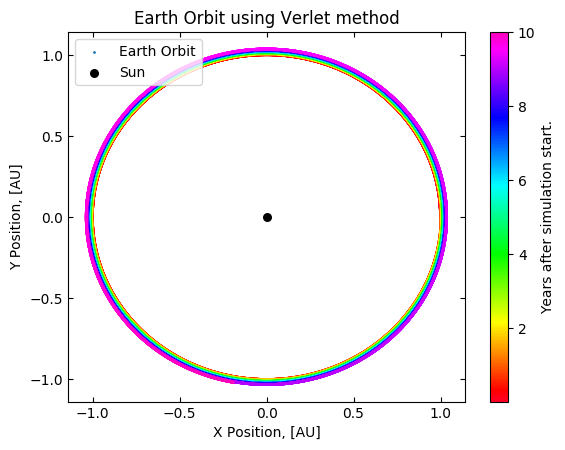 Earth Orbit using Verlet method
Earth Orbit
Sun
1.0
0.5
0.0
−0.5
−1.0
Y Position, [AU]
−1.0
−0.5
0.0
0.5
1.0
X Position, [AU]
10
8
6
4
2
Years after simulation start.